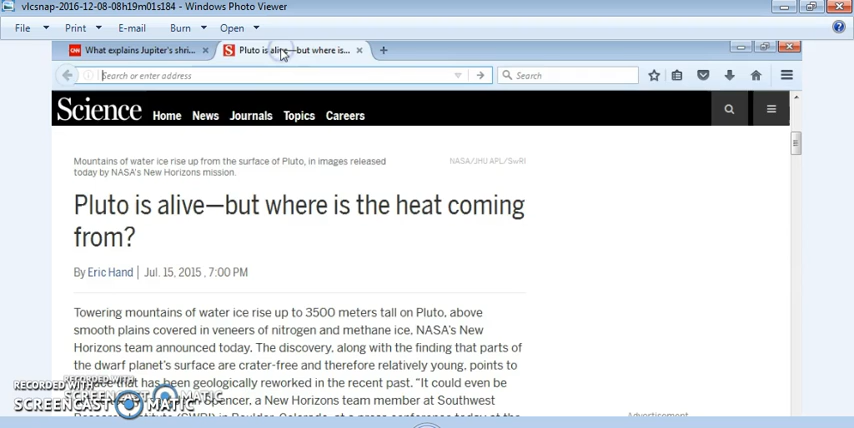 vlcsnap-2016-12-08-08h19m01s184 - Windows Photo Viewer
File Print E-mail Burn Open
What explains Jupiter's shri... Pluto is alive—but where is...
Search or enter address Search
Science Home News Journals Topics Careers
Mountains of water ice rise up from the surface of Pluto, in images released
today by NASA's New Horizons mission.
NASA/JHU APL/SwRI
Pluto is alive—but where is the heat coming
from?
By Eric Hand | Jul. 15, 2015 , 7:00 PM
Towering mountains of water ice rise up to 3500 meters tall on Pluto, above
smooth plains covered in veneers of nitrogen and methane ice, NASA's New
Horizons team announced today. The discovery, along with the finding that parts of
the dwarf planet's surface are crater-free and therefore relatively young, points to
that has been geologically reworked in the recent past. "It could even be
Spencer, a New Horizons team member at Southwest
Research Institute (SWRI) in Boulder, Colorado, at a press conference today at the
Advertisement
RECORDED WITH
SCREENCAST MATIC
RECORDED WITH
SCREENCAST MATIC